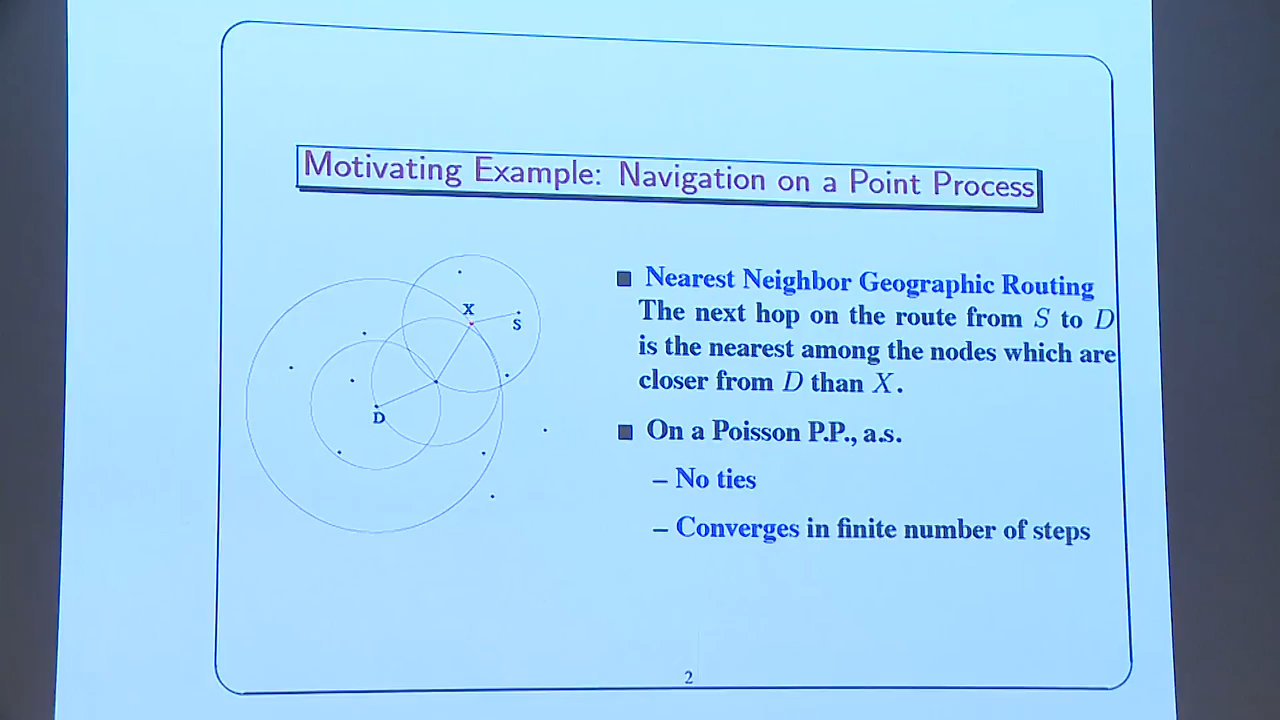 Motivating Example: Navigation on a Point Process
X
S
D
■ Nearest Neighbor Geographic Routing
The next hop on the route from S to D
is the nearest among the nodes which are
closer from D than X.
■ On a Poisson P.P., a.s.
– No ties
– Converges in finite number of steps
2